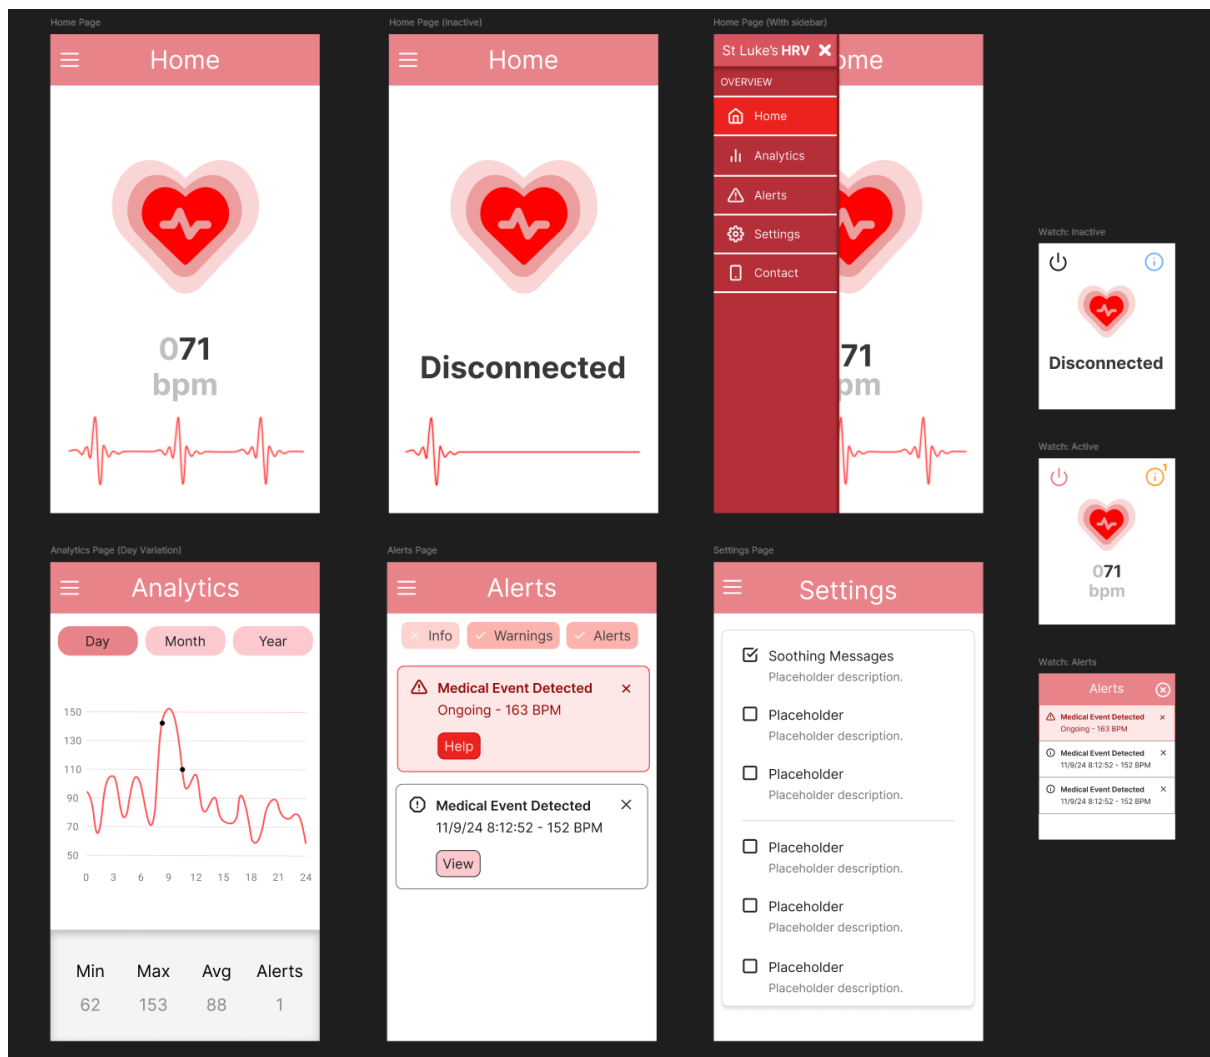 Home Page
Home
071
bpm
Home Page (Inactive)
Home
Disconnected
Home Page (With sidebar)
St Luke's HRV
ome
OVERVIEW
Home
Analytics
Alerts
Settings
Contact
71
pm
Watch: Inactive
Disconnected
Watch: Active
1
071
bpm
Analytics Page (Day Variation)
Analytics
Day Month Year
150
130
110
90
70
50
0 3 6 9 12 15 18 21 24
Min Max Avg Alerts
62 153 88 1
Alerts Page
Alerts
Info Warnings Alerts
Medical Event Detected
Ongoing - 163 BPM
Help
Medical Event Detected
11/9/24 8:12:52 - 152 BPM
View
Settings Page
Settings
Soothing Messages
Placeholder description.
Placeholder
Placeholder description.
Placeholder
Placeholder description.
Placeholder
Placeholder description.
Placeholder
Placeholder description.
Placeholder
Placeholder description.
Watch: Alerts
Alerts
Medical Event Detected
Ongoing - 163 BPM
Medical Event Detected
11/9/24 8:12:52 - 152 BPM
Medical Event Detected
11/9/24 8:12:52 - 152 BPM